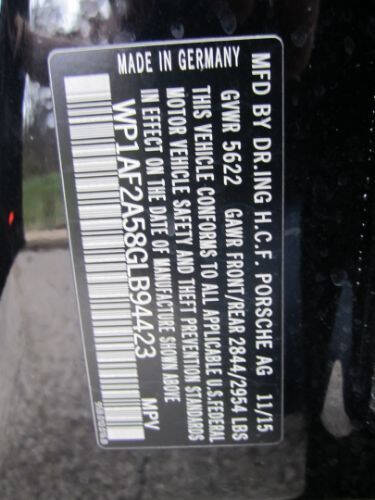 MFD BY DR.ING H.C.F. PORSCHE AG 11/15
GVWR 5622 GAWR FRONT/REAR 2844/2954 LBS
THIS VEHICLE CONFORMS TO ALL APPLICABLE U.S.FEDERAL
MOTOR VEHICLE SAFETY AND THEFT PREVENTION STANDARDS
IN EFFECT ON THE DATE OF MANUFACTURE SHOWN ABOVE
WP1AF2A58GLB94423 MPV
MADE IN GERMANY